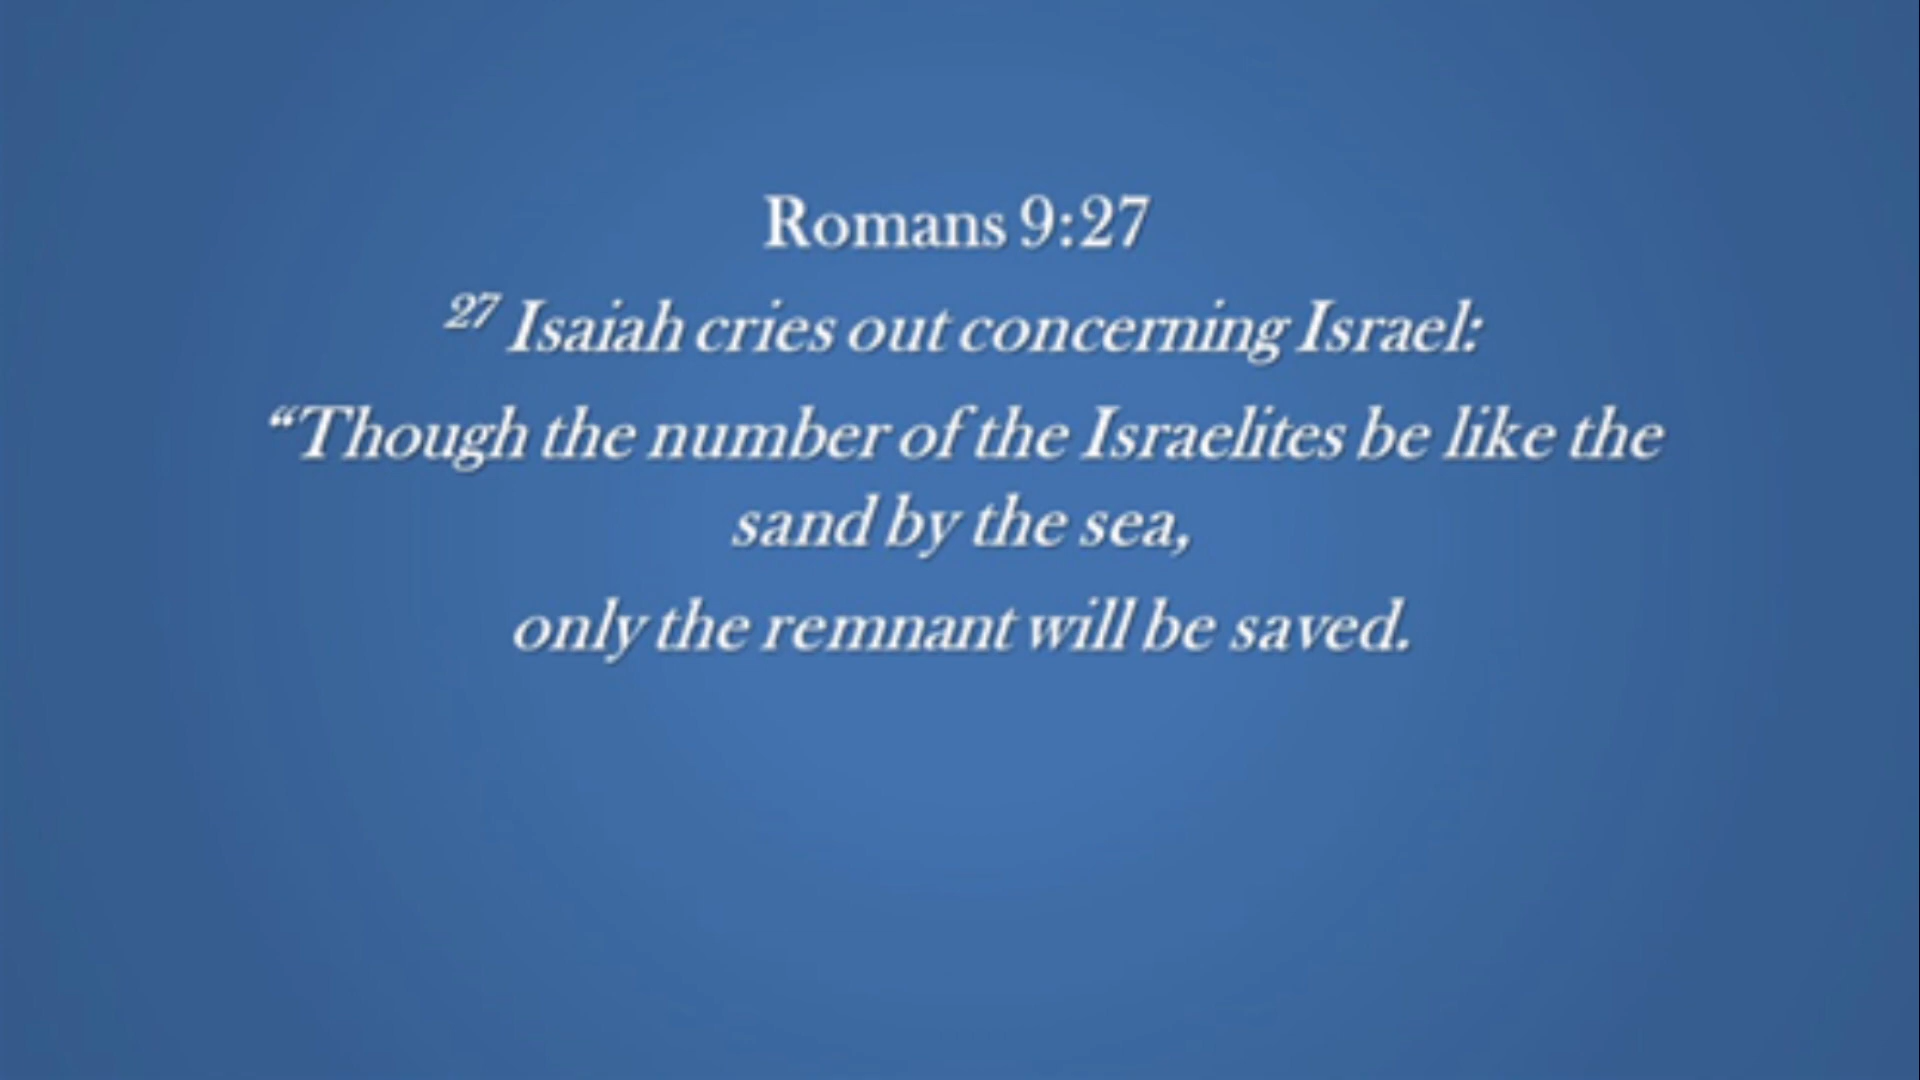 Romans 9:27
27 Isaiah cries out concerning Israel:
“Though the number of the Israelites be like the
sand by the sea,
only the remnant will be saved.